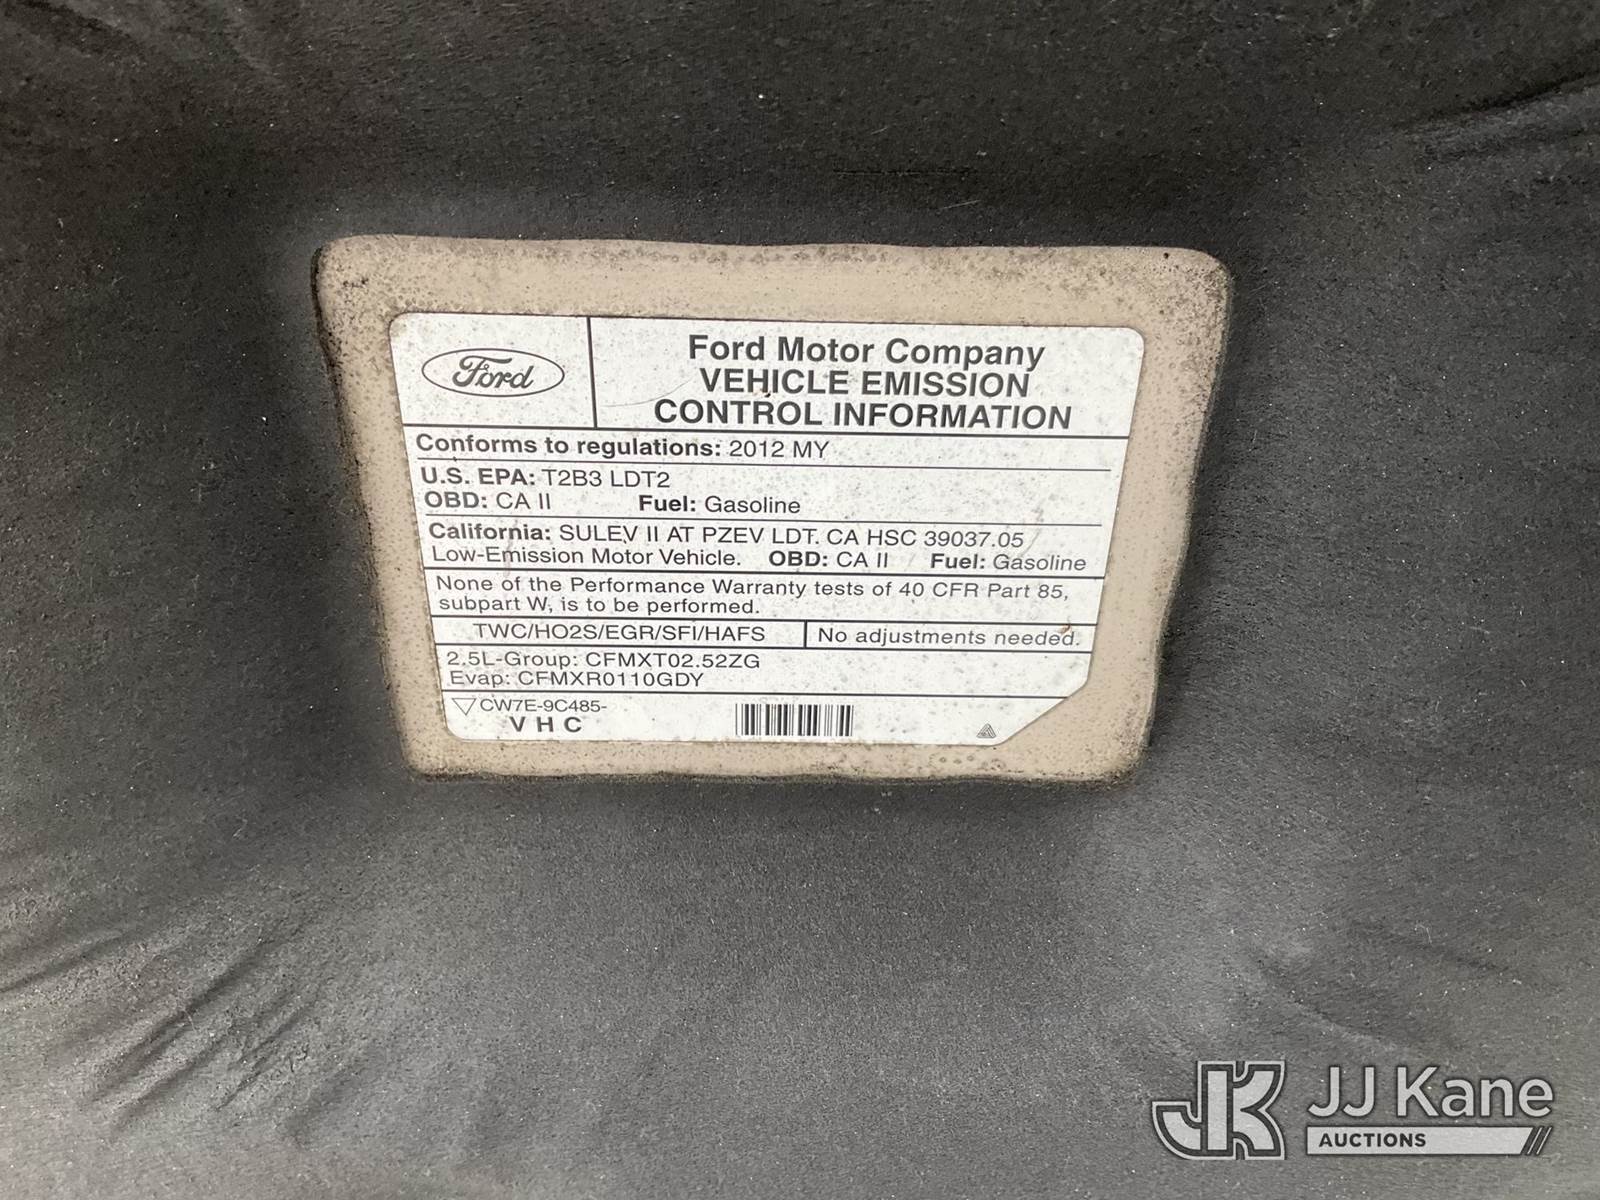 Ford
Ford Motor Company
VEHICLE EMISSION
CONTROL INFORMATION
Conforms to regulations: 2012 MY
U.S. EPA: T2B3 LDT2
OBD: CA II Fuel: Gasoline
California: SULEV II AT PZEV LDT. CA HSC 39037.05
Low-Emission Motor Vehicle. OBD: CA II Fuel: Gasoline
None of the Performance Warranty tests of 40 CFR Part 85,
subpart W, is to be performed.
TWC/HO2S/EGR/SFI/HAFS No adjustments needed.
2.5L-Group: CFMXT02.52ZG
Evap: CFMXR0110GDY
CW7E-9C485-
V H C
JK JJ Kane
AUCTIONS